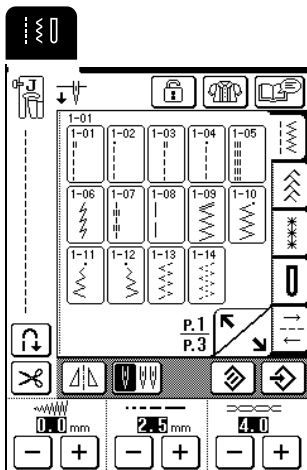 J
1-01
1-01 1-02 1-03 1-04 1-05
1-06 1-07 1-08 1-09 1-10
1-11 1-12 1-13 1-14
P.1
P.3
0.0 mm 2.5 mm 4.0
− + − + − +